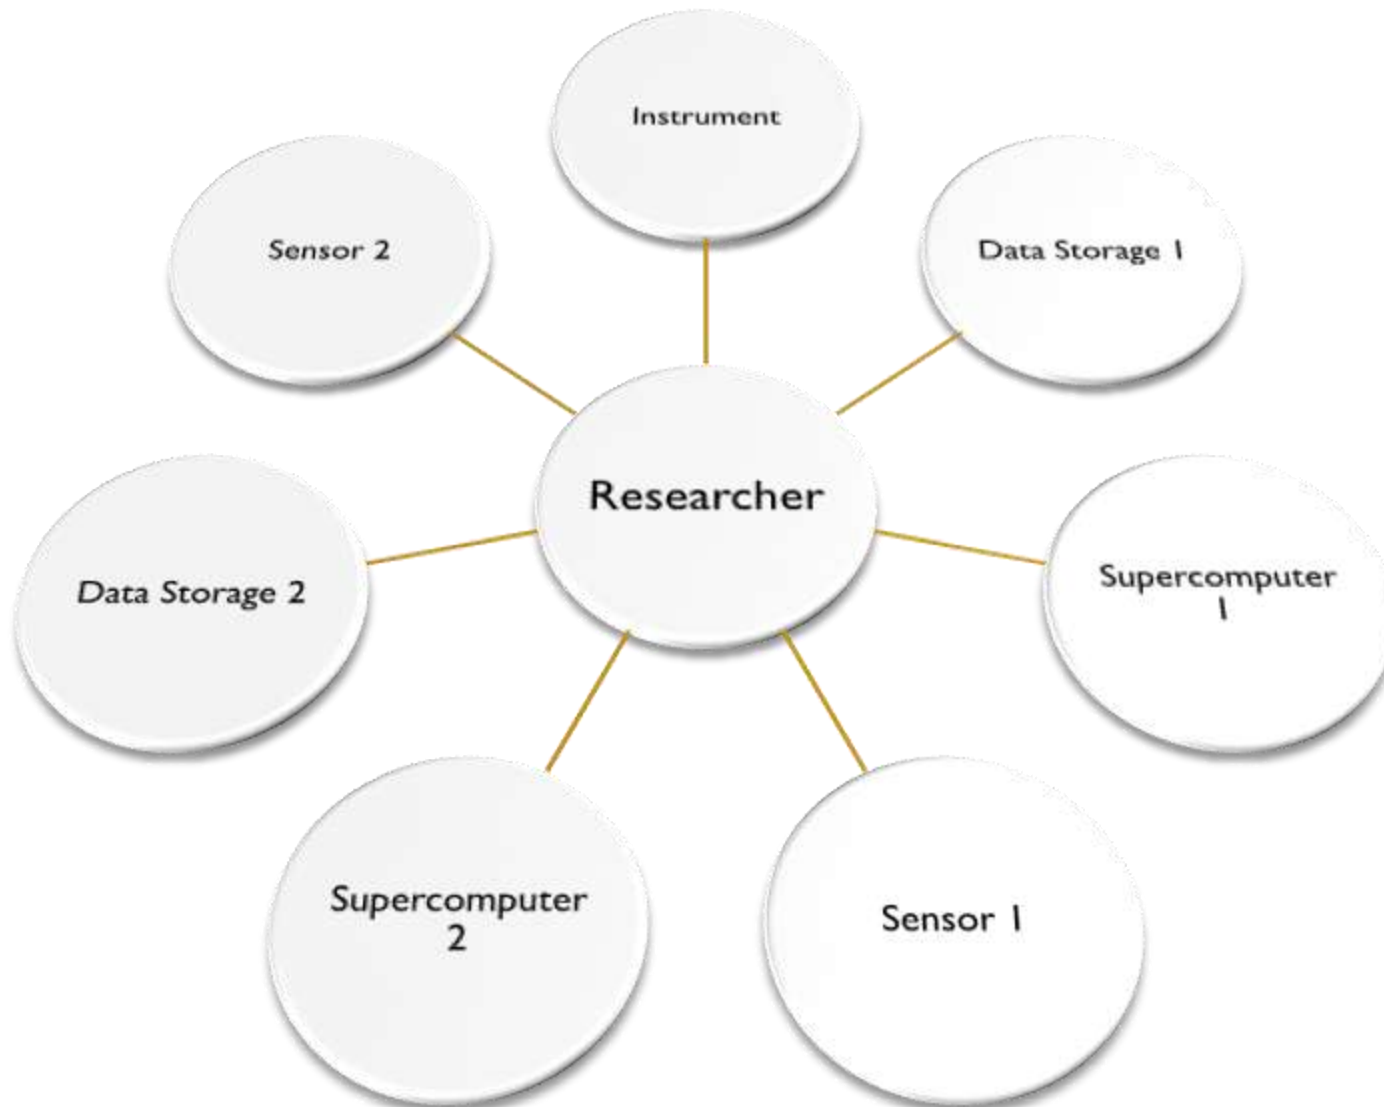 Instrument
Sensor 2
Data Storage 1
Researcher
Data Storage 2
Supercomputer
1
Supercomputer
2
Sensor 1